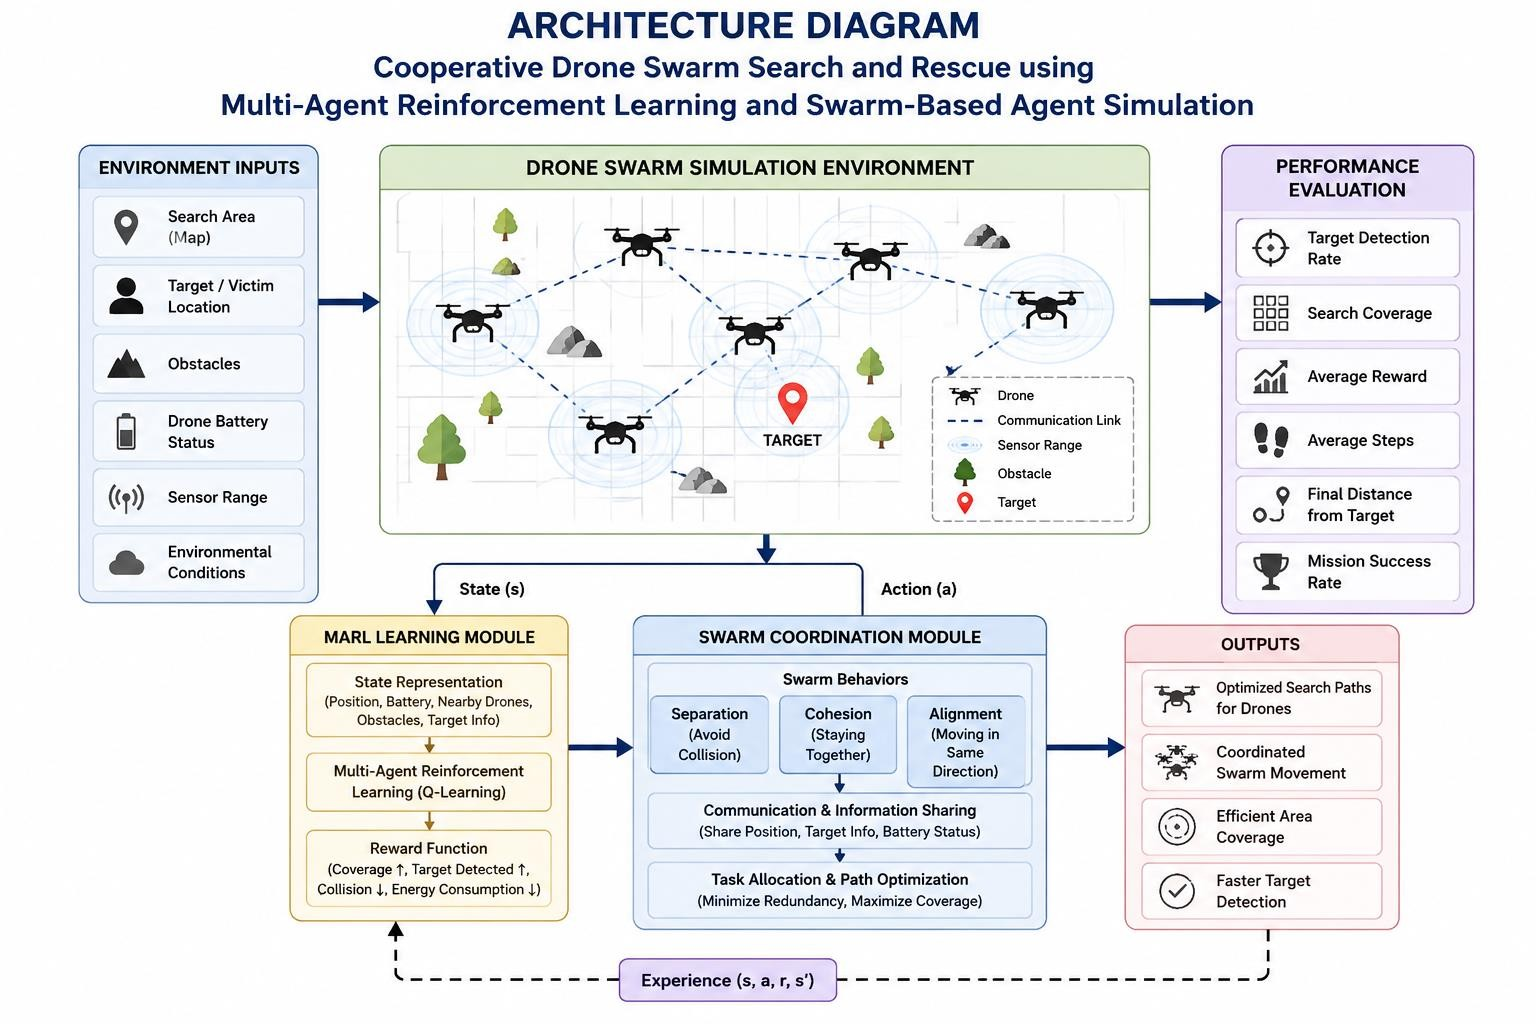 ARCHITECTURE DIAGRAM
Cooperative Drone Swarm Search and Rescue using
Multi-Agent Reinforcement Learning and Swarm-Based Agent Simulation
ENVIRONMENT INPUTS
Search Area
(Map)
Target / Victim
Location
Obstacles
Drone Battery
Status
Sensor Range
Environmental
Conditions
DRONE SWARM SIMULATION ENVIRONMENT
TARGET
Drone
Communication Link
Sensor Range
Obstacle
Target
PERFORMANCE
EVALUATION
Target Detection
Rate
Search Coverage
Average Reward
Average Steps
Final Distance
from Target
Mission Success
Rate
State (s)
Action (a)
MARL LEARNING MODULE
State Representation
(Position, Battery, Nearby Drones,
Obstacles, Target Info)
Multi-Agent Reinforcement
Learning (Q-Learning)
Reward Function
(Coverage ↑, Target Detected ↑,
Collision ↓, Energy Consumption ↓)
SWARM COORDINATION MODULE
Swarm Behaviors
Separation
(Avoid
Collision)
Cohesion
(Staying
Together)
Alignment
(Moving in
Same
Direction)
Communication & Information Sharing
(Share Position, Target Info, Battery Status)
Task Allocation & Path Optimization
(Minimize Redundancy, Maximize Coverage)
OUTPUTS
Optimized Search Paths
for Drones
Coordinated
Swarm Movement
Efficient Area
Coverage
Faster Target
Detection
Experience (s, a, r, s′)